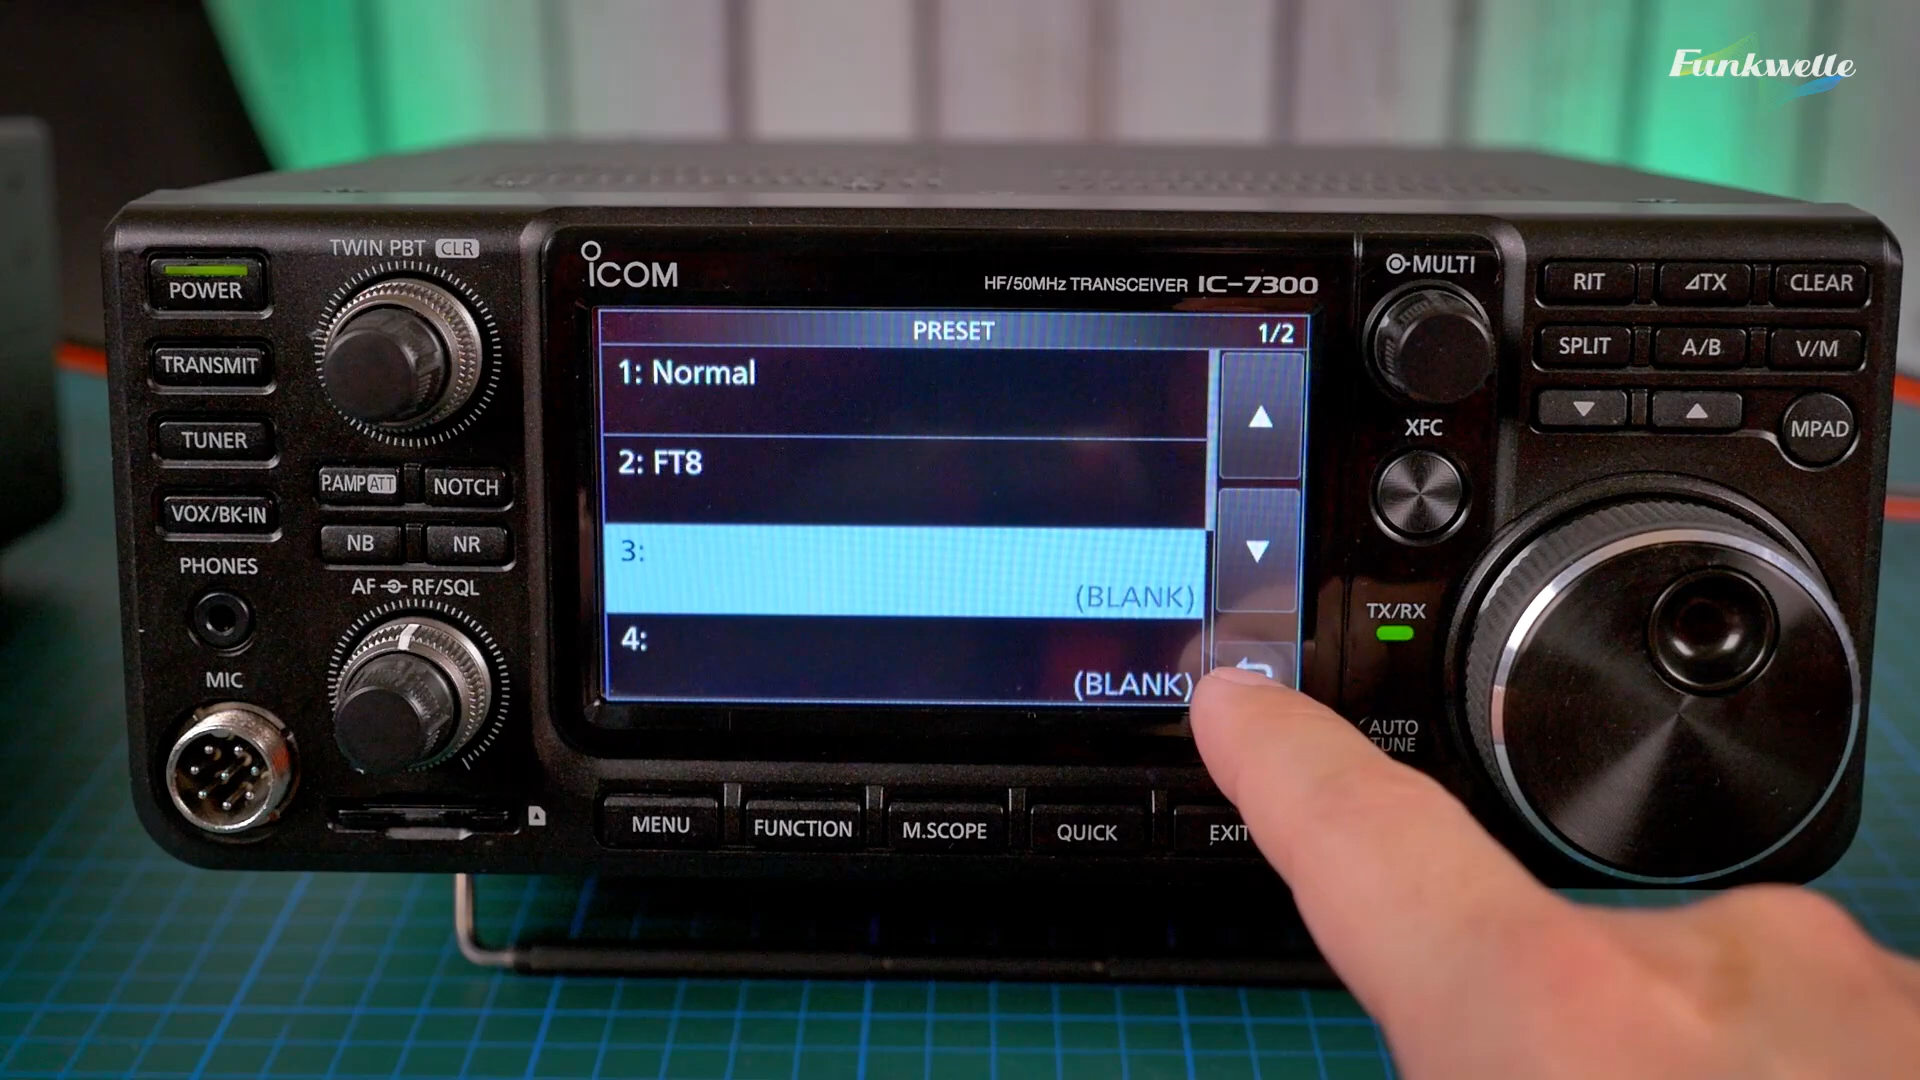 Funkwelle
POWER
TRANSMIT
TUNER
VOX/BK-IN
PHONES
MIC
TWIN PBT CLR
P.AMP ATT
NOTCH
NB
NR
AF RF/SQL
ICOM
HF/50MHz TRANSCEIVER IC-7300
PRESET 1/2
1: Normal
2: FT8
3:
(BLANK)
4:
(BLANK)
MENU
FUNCTION
M.SCOPE
QUICK
EXIT
MULTI
XFC
TX/RX
AUTO
TUNE
RIT
⊿TX
CLEAR
SPLIT
A/B
V/M
MPAD